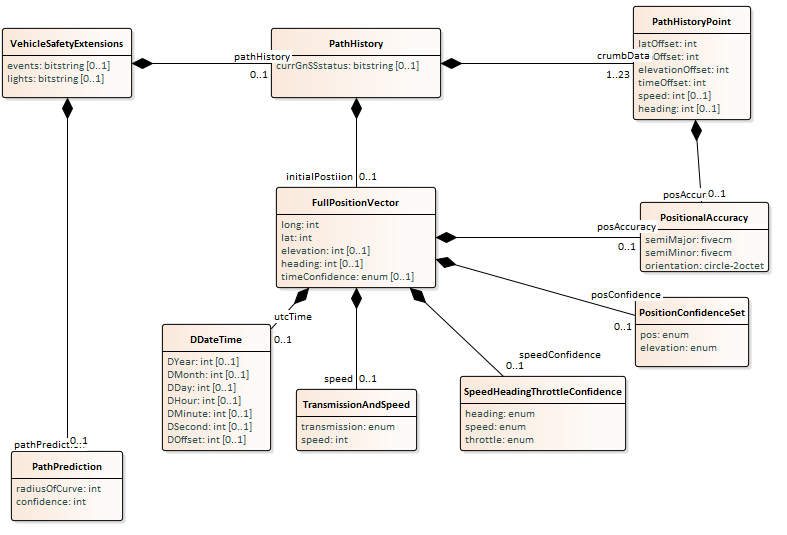 VehicleSafetyExtensions
events: bitstring [0..1]
lights: bitstring [0..1]
pathHistory
0..1
PathHistory
currGnSSstatus: bitstring [0..1]
crumbData
1..23
PathHistoryPoint
latOffset: int
Offset: int
elevationOffset: int
timeOffset: int
speed: int [0..1]
heading: int [0..1]
initialPostiion
0..1
posAccur
0..1
FullPositionVector
long: int
lat: int
elevation: int [0..1]
heading: int [0..1]
timeConfidence: enum [0..1]
posAccuracy
0..1
PositionalAccuracy
semiMajor: fivecm
semiMinor: fivecm
orientation: circle-2octet
posConfidence
0..1
PositionConfidenceSet
pos: enum
elevation: enum
utcTime
0..1
DDateTime
DYear: int [0..1]
DMonth: int [0..1]
DDay: int [0..1]
DHour: int [0..1]
DMinute: int [0..1]
DSecond: int [0..1]
DOffset: int [0..1]
speed
0..1
TransmissionAndSpeed
transmission: enum
speed: int
speedConfidence
0..1
SpeedHeadingThrottleConfidence
heading: enum
speed: enum
throttle: enum
0..1
PathPrediction
radiusOfCurve: int
confidence: int